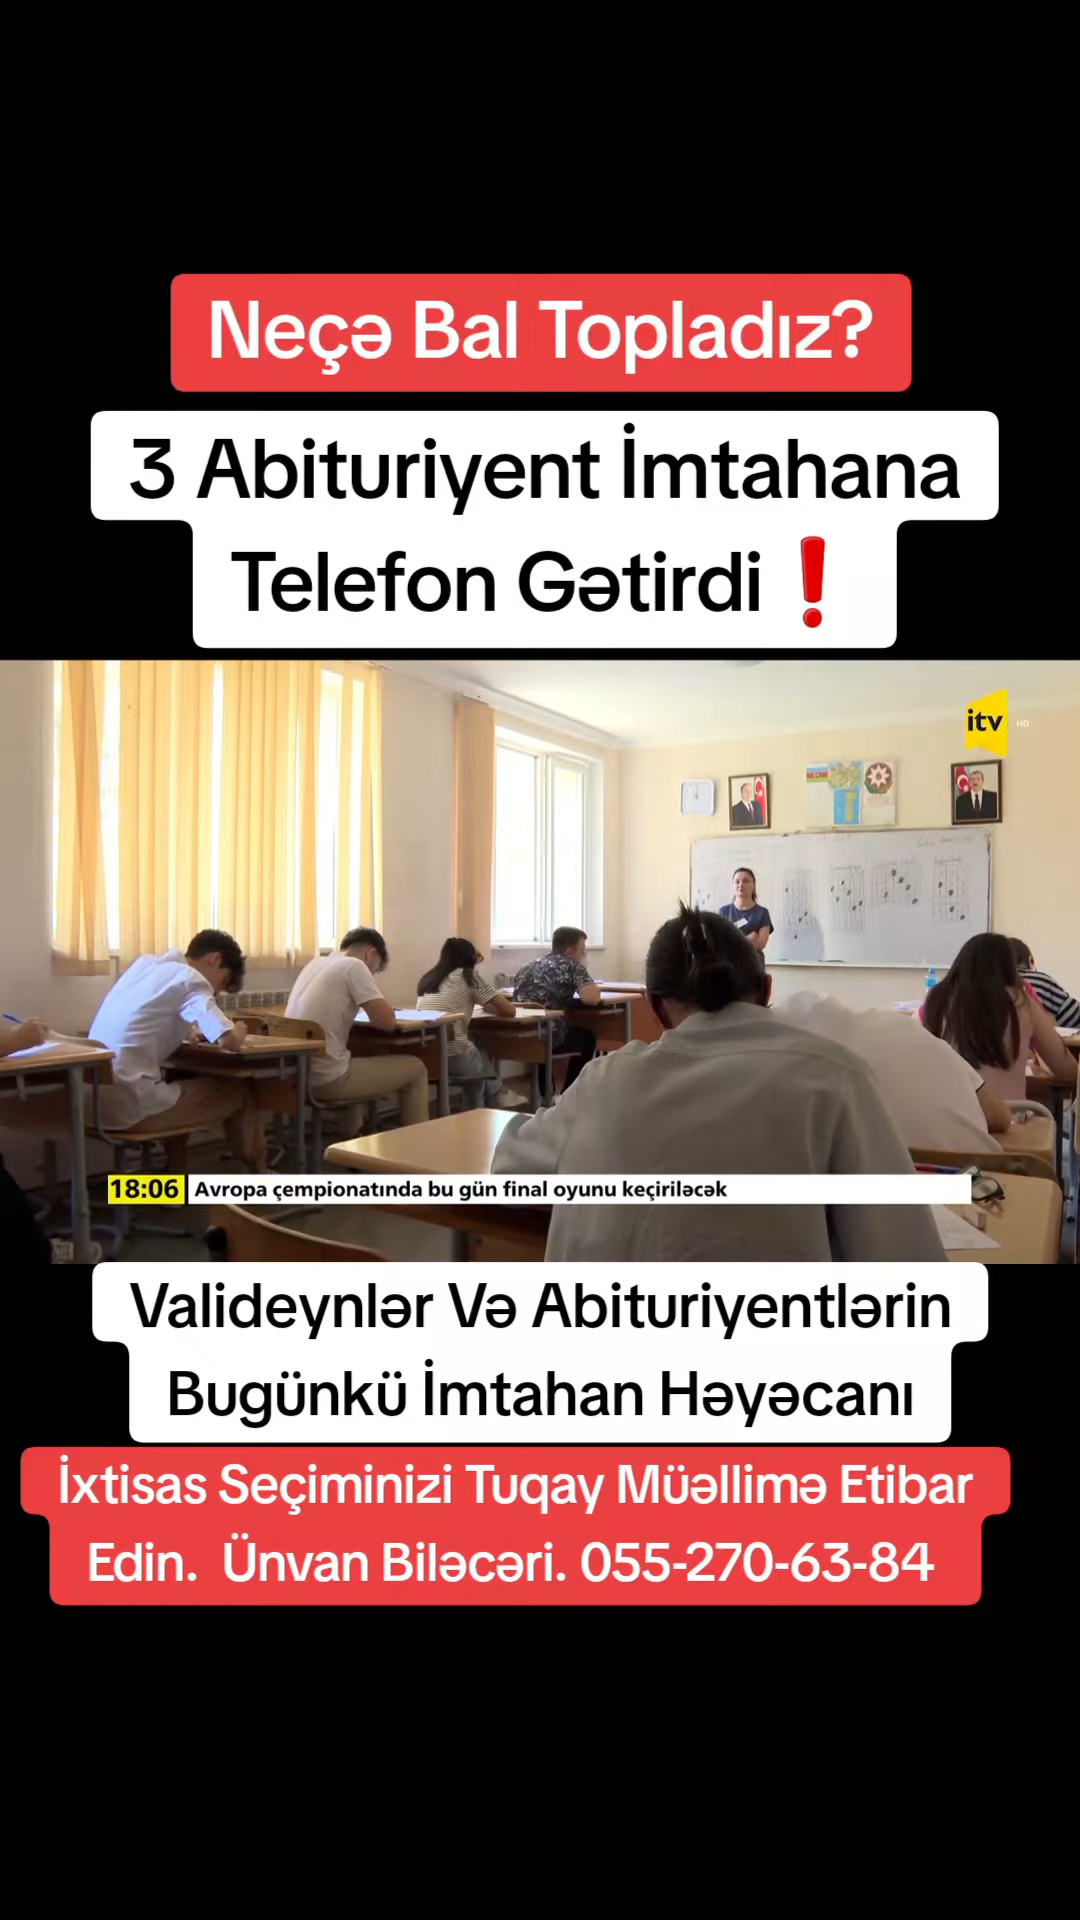 Neçə Bal Topladız?
3 Abituriyent İmtahana
Telefon Gətirdi❗
itv HD
18:06 Avropa çempionatında bu gün final oyunu keçiriləcək
Valideynlər Və Abituriyentlərin
Bugünkü İmtahan Həyəcanı
İxtisas Seçiminizi Tuqay Müəllimə Etibar
Edin. Ünvan Biləcəri. 055-270-63-84